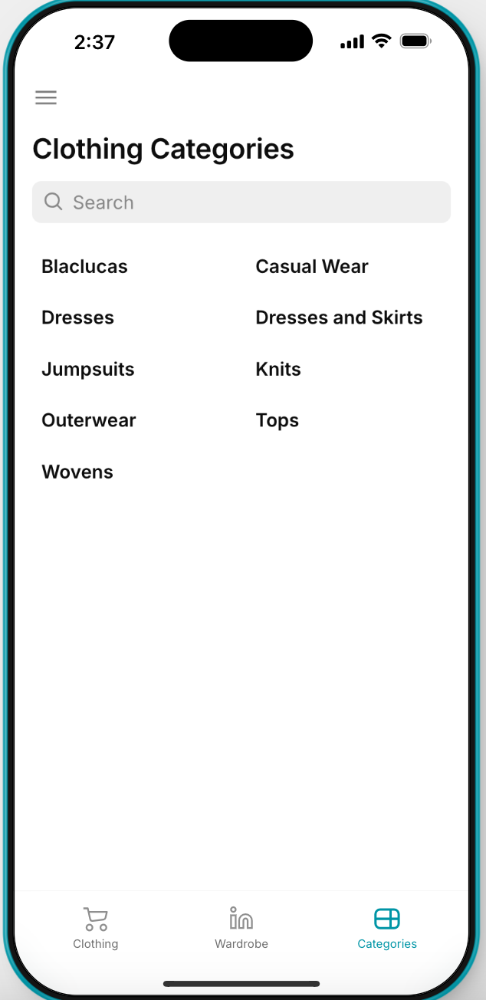 2:37
Clothing Categories
Search
Blaclucas
Casual Wear
Dresses
Dresses and Skirts
Jumpsuits
Knits
Outerwear
Tops
Wovens
in
Clothing
Wardrobe
Categories